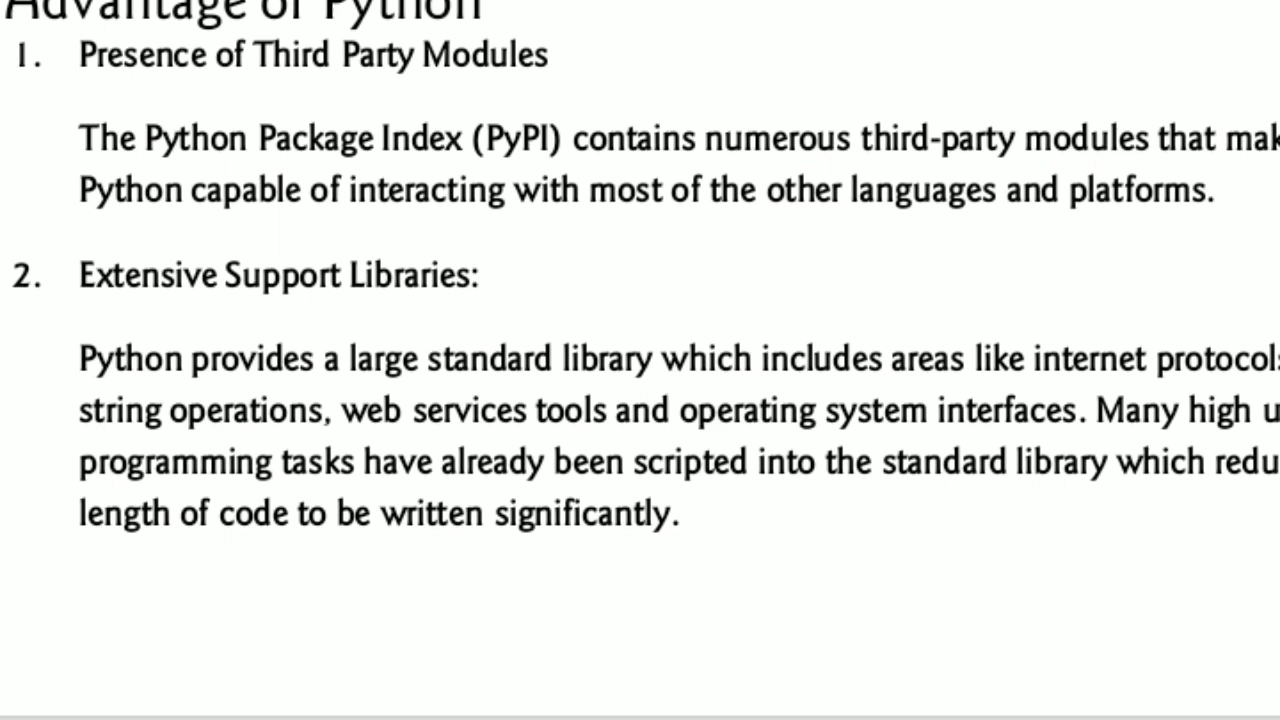 Advantage of Python
1. Presence of Third Party Modules
The Python Package Index (PyPI) contains numerous third-party modules that mak
Python capable of interacting with most of the other languages and platforms.
2. Extensive Support Libraries:
Python provides a large standard library which includes areas like internet protocols
string operations, web services tools and operating system interfaces. Many high u
programming tasks have already been scripted into the standard library which redu
length of code to be written significantly.